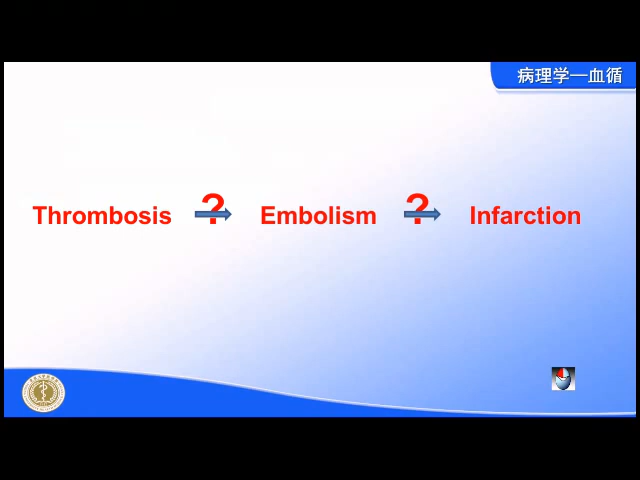 病理学—血循
? ?
Thrombosis Embolism Infarction